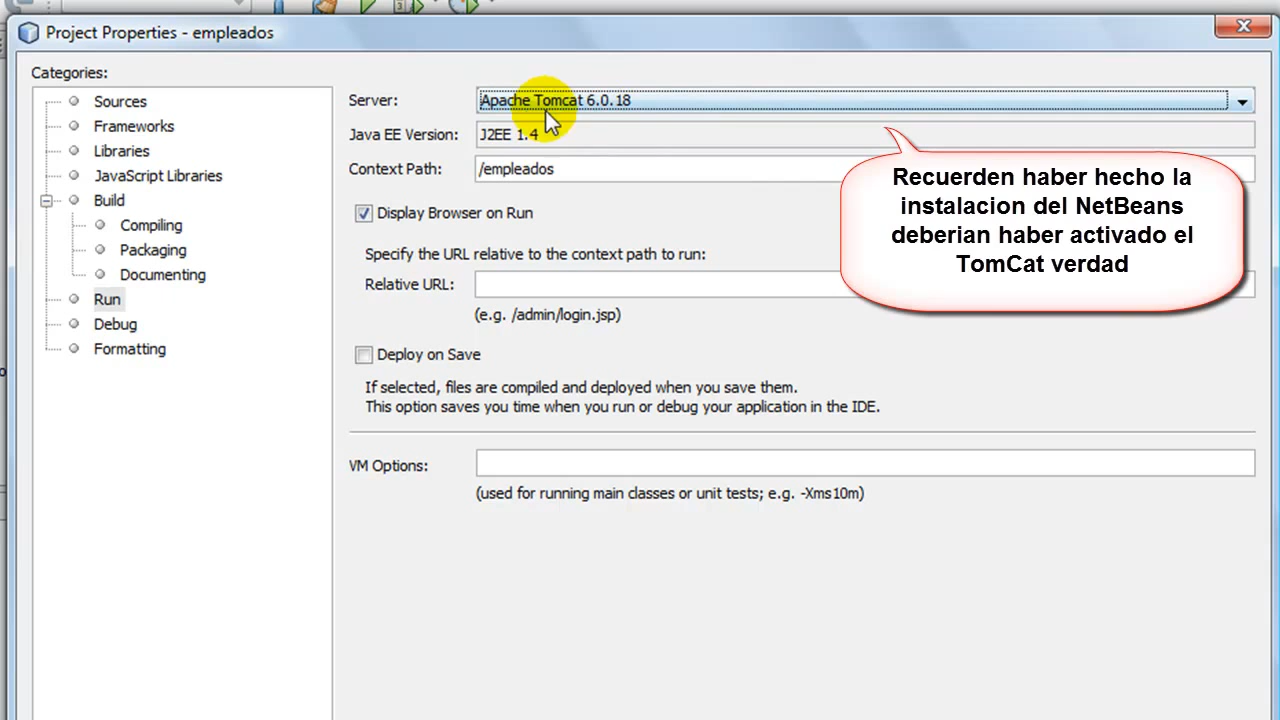 Project Properties - empleados
Categories:
Sources
Frameworks
Libraries
JavaScript Libraries
Build
Compiling
Packaging
Documenting
Run
Debug
Formatting
Server: Apache Tomcat 6.0.18
Java EE Version: J2EE 1.4
Context Path: /empleados
Display Browser on Run
Specify the URL relative to the context path to run:
Relative URL:
(e.g. /admin/login.jsp)
Deploy on Save
If selected, files are compiled and deployed when you save them.
This option saves you time when you run or debug your application in the IDE.
VM Options:
(used for running main classes or unit tests; e.g. -Xms10m)
Recuerden haber hecho la
instalacion del NetBeans
deberian haber activado el
TomCat verdad